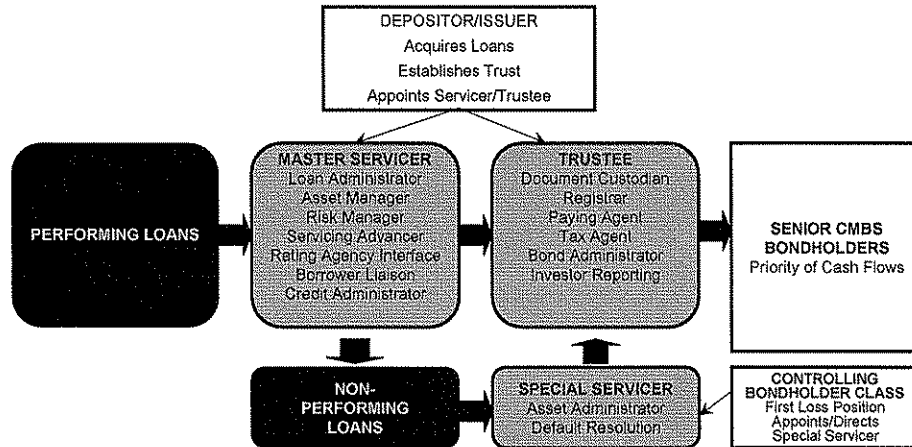 DEPOSITOR/ISSUER
Acquires Loans
Establishes Trust
Appoints Servicer/Trustee
PERFORMING LOANS
MASTER SERVICER
Loan Administrator
Asset Manager
Risk Manager
Servicing Advancer
Rating Agency Interface
Borrower Liaison
Credit Administrator
TRUSTEE
Document Custodian
Registrar
Paying Agent
Tax Agent
Bond Administrator
Investor Reporting
SENIOR CMBS
BONDHOLDERS
Priority of Cash Flows
NON-
PERFORMING
LOANS
SPECIAL SERVICER
Asset Administrator
Default Resolution
CONTROLLING
BONDHOLDER CLASS
First Loss Position
Appoints/Directs
Special Servicer